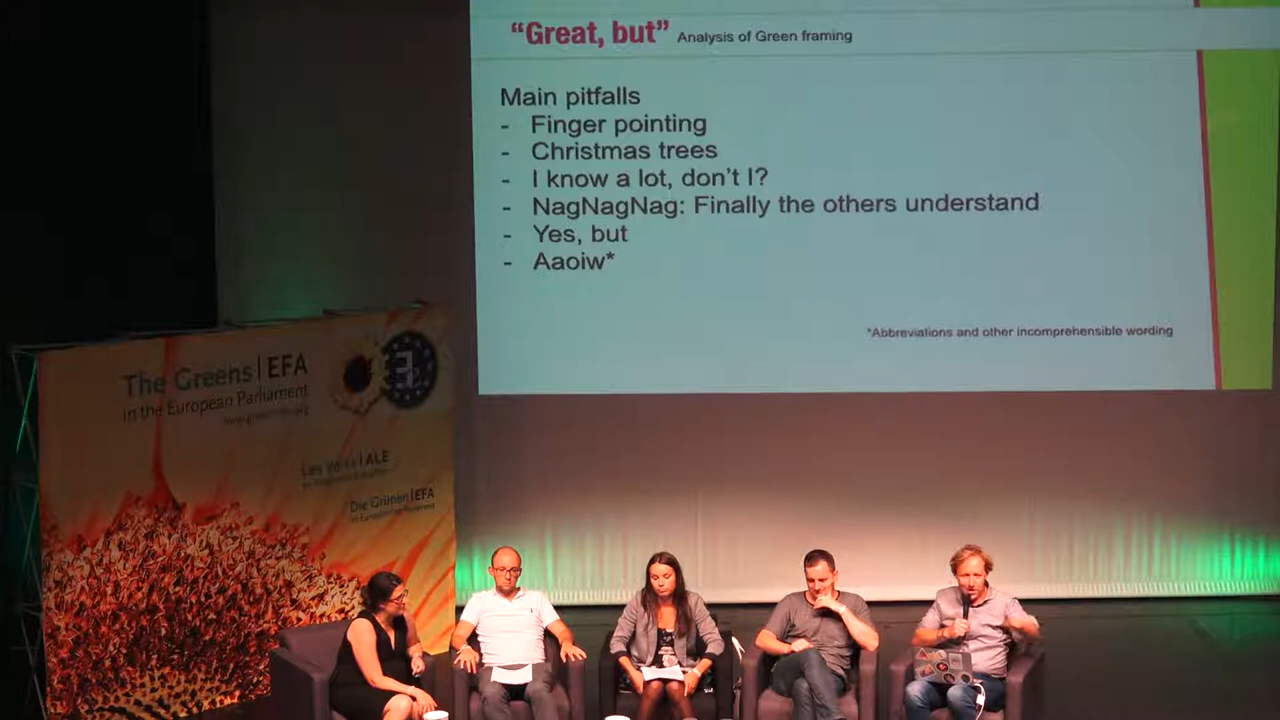 “Great, but” Analysis of Green framing
Main pitfalls
- Finger pointing
- Christmas trees
- I know a lot, don’t I?
- NagNagNag: Finally the others understand
- Yes, but
- Aaoiw*
*Abbreviations and other incomprehensible wording
The Greens | EFA
in the European Parliament
Les Verts | ALE
Die Grünen | EFA